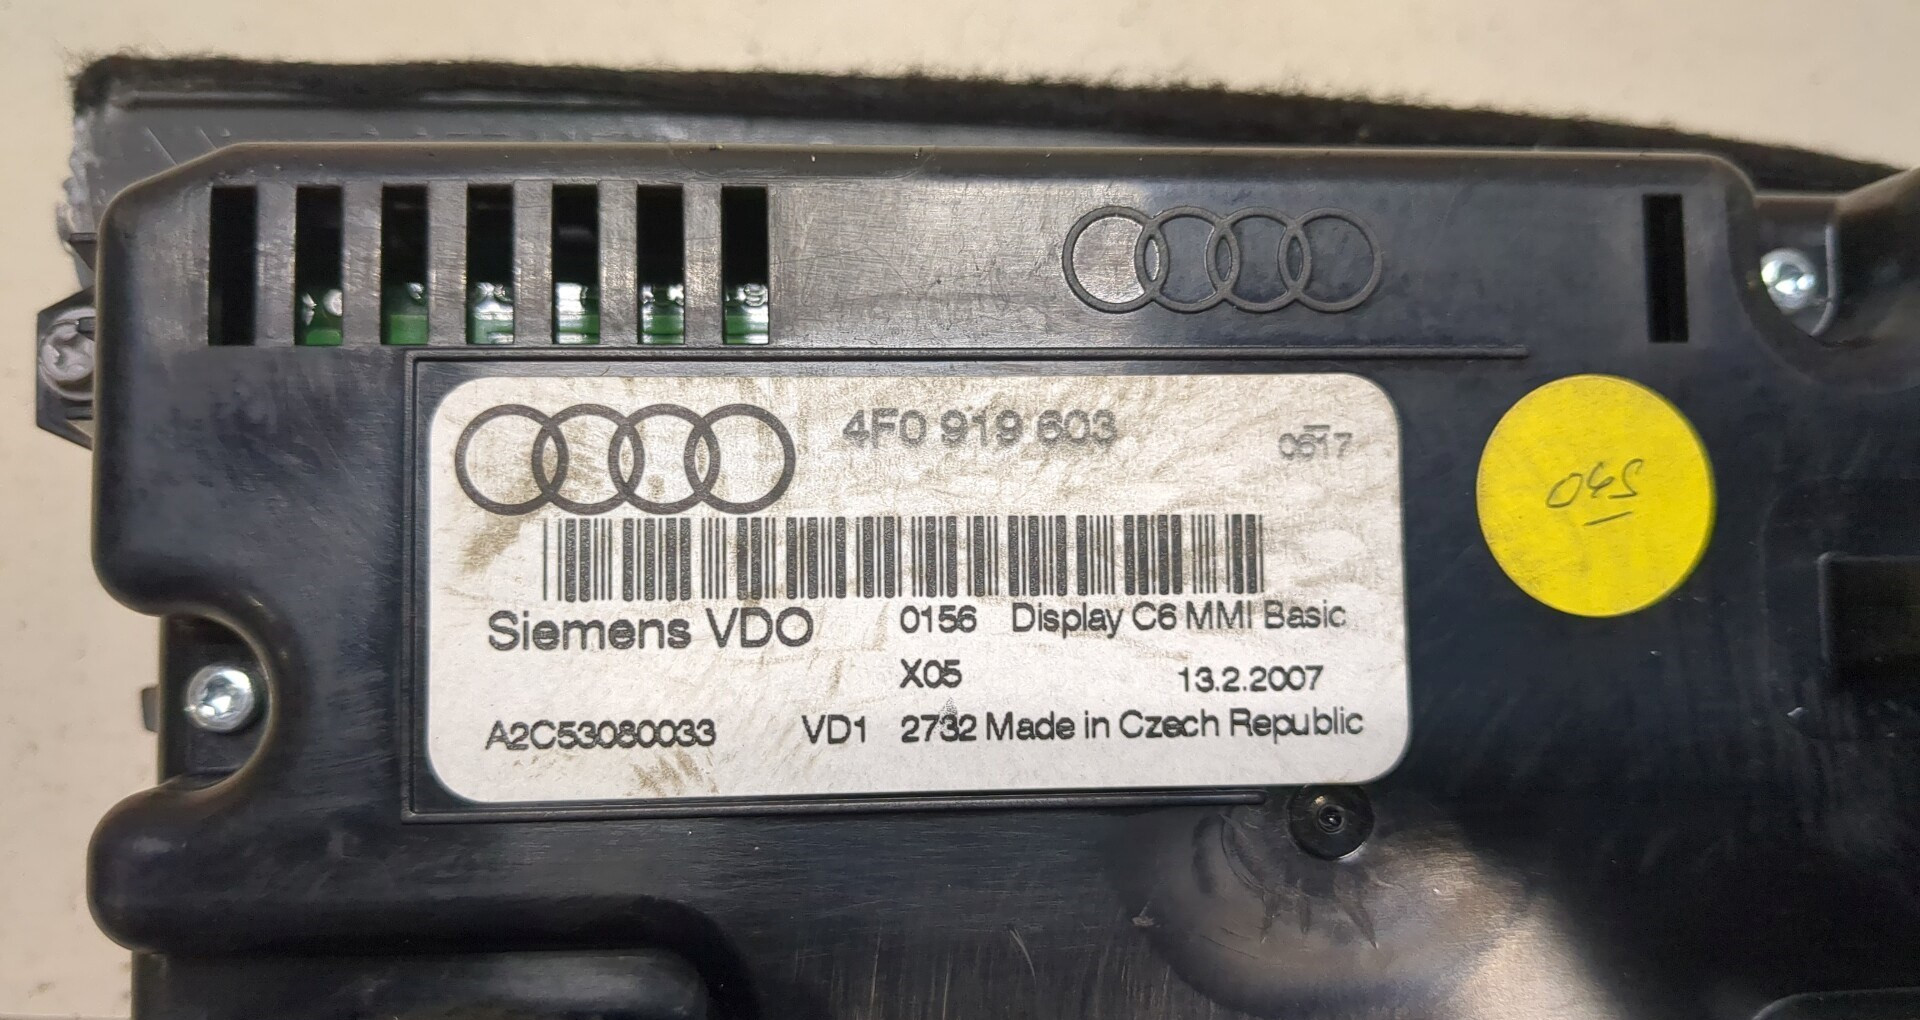 4F0 919 603 0617
Siemens VDO 0156 Display C6 MMI Basic
X05 13.2.2007
A2C53080033 VD1 2732 Made in Czech Republic